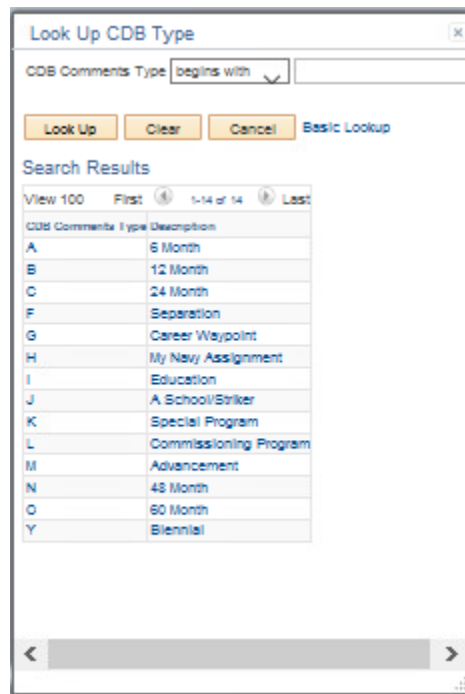 Look Up CDB Type
CDB Comments Type begins with
Look Up Clear Cancel Basic Lookup
Search Results
View 100 First 1-14 of 14 Last
CDB Comments Type Description
A 6 Month
B 12 Month
C 24 Month
F Separation
G Career Waypoint
H My Navy Assignment
I Education
J A School/Striker
K Special Program
L Commissioning Program
M Advancement
N 48 Month
O 60 Month
Y Biennial